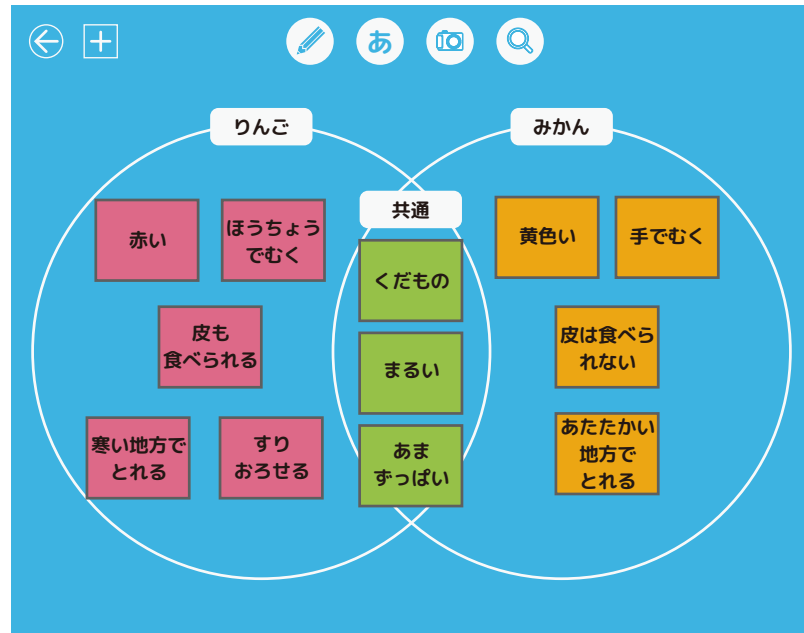 あ
りんご
みかん
共通
赤い
ほうちょう
でむく
皮も
食べられる
寒い地方で
とれる
すり
おろせる
くだもの
まるい
あま
ずっぱい
黄色い
手でむく
皮は食べら
れない
あたたかい
地方で
とれる